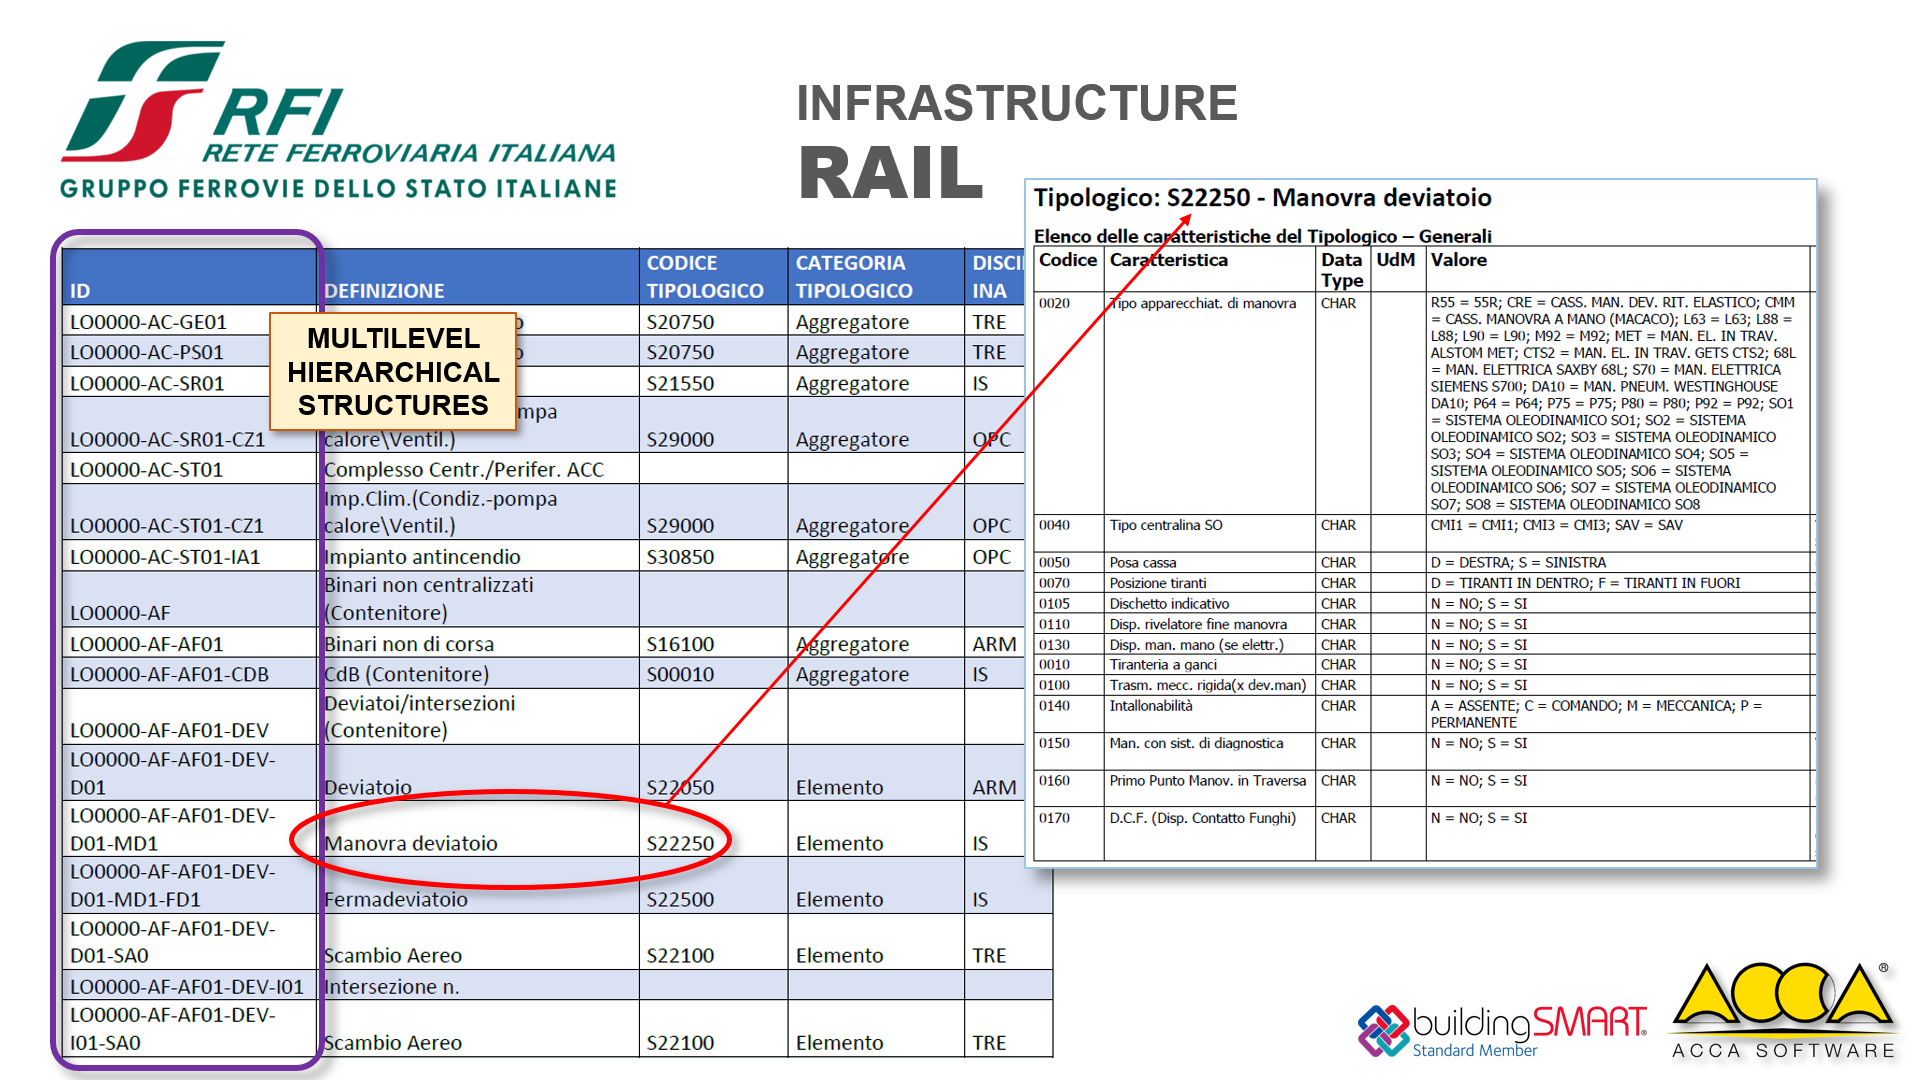 RFI
RETE FERROVIARIA ITALIANA
GRUPPO FERROVIE DELLO STATO ITALIANE
INFRASTRUCTURE
RAIL
ID DEFINIZIONE CODICE TIPOLOGICO CATEGORIA TIPOLOGICO INA
LO0000-AC-GE01 S20750 Aggregatore TRE
LO0000-AC-PS01 S20750 Aggregatore TRE
LO0000-AC-SR01 S21550 Aggregatore IS
MULTILEVEL
HIERARCHICAL
STRUCTURES
LO0000-AC-SR01-CZ1 calore\Ventil.) S29000 Aggregatore OPC
LO0000-AC-ST01 Complesso Centr./Perifer. ACC
LO0000-AC-ST01-CZ1 Imp.Clim.(Condiz.-pompa calore\Ventil.) S29000 Aggregatore OPC
LO0000-AC-ST01-IA1 Impianto antincendio S30850 Aggregatore OPC
LO0000-AF Binari non centralizzati (Contenitore)
LO0000-AF-AF01 Binari non di corsa S16100 Aggregatore ARM
LO0000-AF-AF01-CDB CdB (Contenitore) S00010 Aggregatore IS
LO0000-AF-AF01-DEV Deviatoi/intersezioni (Contenitore)
LO0000-AF-AF01-DEV-D01 Deviatoio S22050 Elemento ARM
LO0000-AF-AF01-DEV-D01-MD1 Manovra deviatoio S22250 Elemento IS
LO0000-AF-AF01-DEV-D01-MD1-FD1 Fermadeviatoio S22500 Elemento IS
LO0000-AF-AF01-DEV-D01-SA0 Scambio Aereo S22100 Elemento TRE
LO0000-AF-AF01-DEV-I01 Intersezione n.
LO0000-AF-AF01-DEV-I01-SA0 Scambio Aereo S22100 Elemento TRE
Tipologico: S22250 - Manovra deviatoio
Elenco delle caratteristiche del Tipologico – Generali
Codice Caratteristica Data Type UdM Valore
0020 Tipo apparecchiat. di manovra CHAR R55 = 55R; CRE = CASS. MAN. DEV. RIT. ELASTICO; CMM
= CASS. MANOVRA A MANO (MACACO); L63 = L63; L88 =
L88; L90 = L90; M92 = M92; MET = MAN. EL. IN TRAV.
ALSTOM MET; CTS2 = MAN. EL. IN TRAV. GETS CTS2; 68L
= MAN. ELETTRICA SAXBY 68L; S70 = MAN. ELETTRICA
SIEMENS S700; DA10 = MAN. PNEUM. WESTINGHOUSE
DA10; P64 = P64; P75 = P75; P80 = P80; P92 = P92; SO1
= SISTEMA OLEODINAMICO SO1; SO2 = SISTEMA
OLEODINAMICO SO2; SO3 = SISTEMA OLEODINAMICO
SO3; SO4 = SISTEMA OLEODINAMICO SO4; SO5 =
SISTEMA OLEODINAMICO SO5; SO6 = SISTEMA
OLEODINAMICO SO6; SO7 = SISTEMA OLEODINAMICO
SO7; SO8 = SISTEMA OLEODINAMICO SO8
0040 Tipo centralina SO CHAR CMI1 = CMI1; CMI3 = CMI3; SAV = SAV
0050 Posa cassa CHAR D = DESTRA; S = SINISTRA
0070 Posizione tiranti CHAR D = TIRANTI IN DENTRO; F = TIRANTI IN FUORI
0105 Dischetto indicativo CHAR N = NO; S = SI
0110 Disp. rivelatore fine manovra CHAR N = NO; S = SI
0130 Disp. man. mano (se elettr.) CHAR N = NO; S = SI
0010 Tiranteria a ganci CHAR N = NO; S = SI
0100 Trasm. mecc. rigida(x dev.man) CHAR N = NO; S = SI
0140 Intallonabilità CHAR A = ASSENTE; C = COMANDO; M = MECCANICA; P =
PERMANENTE
0150 Man. con sist. di diagnostica CHAR N = NO; S = SI
0160 Primo Punto Manov. in Traversa CHAR N = NO; S = SI
0170 D.C.F. (Disp. Contatto Funghi) CHAR N = NO; S = SI
buildingSMART®
Standard Member
ACCA®
ACCA SOFTWARE